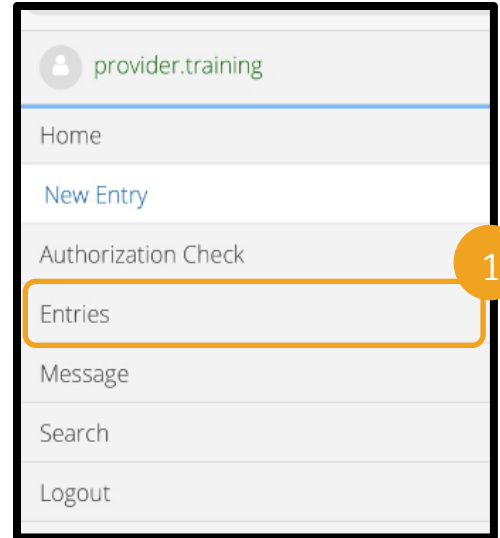 provider.training
Home
New Entry
Authorization Check
1
Entries
Message
Search
Logout